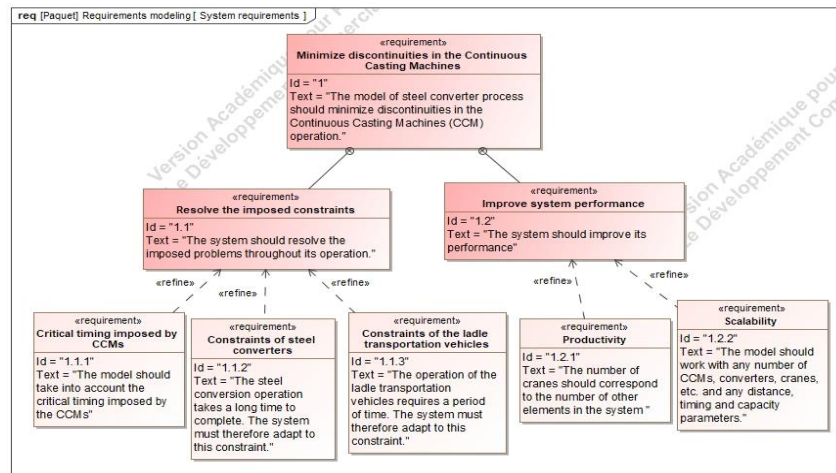 req [Paquet] Requirements modeling [ System requirements ]
«requirement»
Minimize discontinuities in the Continuous
Casting Machines
Id = "1"
Text = "The model of steel converter process
should minimize discontinuities in the
Continuous Casting Machines (CCM)
operation."
«requirement»
Resolve the imposed constraints
Id = "1.1"
Text = "The system should resolve the
imposed problems throughout its operation."
«requirement»
Improve system performance
Id = "1.2"
Text = "The system should improve its
performance"
«refine»
«refine»
«refine»
«refine»
«refine»
«requirement»
Critical timing imposed by
CCMs
Id = "1.1.1"
Text = "The model should
take into account the
critical timing imposed by
the CCMs"
«requirement»
Constraints of steel
converters
Id = "1.1.2"
Text = "The steel
conversion operation
takes a long time to
complete. The system
must therefore adapt to
this constraint."
«requirement»
Constraints of the ladle
transportation vehicles
Id = "1.1.3"
Text = "The operation of the
ladle transportation
vehicles requires a period
of time. The system must
therefore adapt to this
constraint."
«requirement»
Productivity
Id = "1.2.1"
Text = "The number of
cranes should correspond
to the number of other
elements in the system "
«requirement»
Scalability
Id = "1.2.2"
Text = "The model should
work with any number of
CCMs, converters, cranes,
etc. and any distance,
timing and capacity
parameters."
Version Académique pour
Le Développement
Version Académique pour
Le Développement